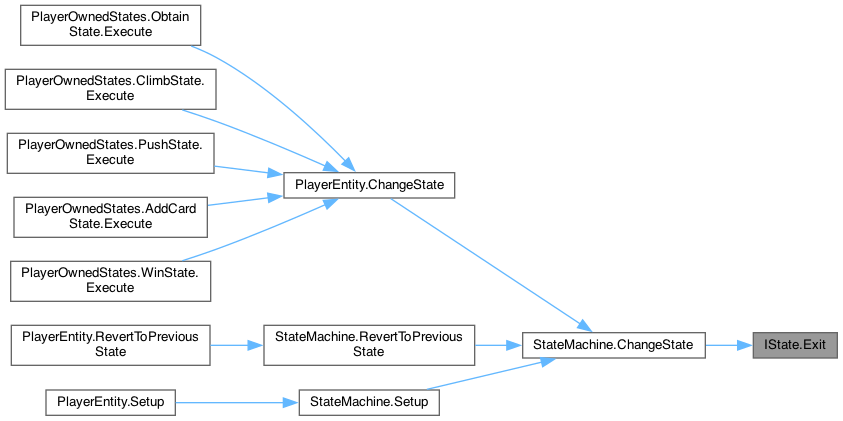 PlayerOwnedStates.Obtain
State.Execute
PlayerOwnedStates.ClimbState.
Execute
PlayerOwnedStates.PushState.
Execute
PlayerEntity.ChangeState
PlayerOwnedStates.AddCard
State.Execute
PlayerOwnedStates.WinState.
Execute
PlayerEntity.RevertToPrevious
State
StateMachine.RevertToPrevious
State
StateMachine.ChangeState
IState.Exit
PlayerEntity.Setup
StateMachine.Setup